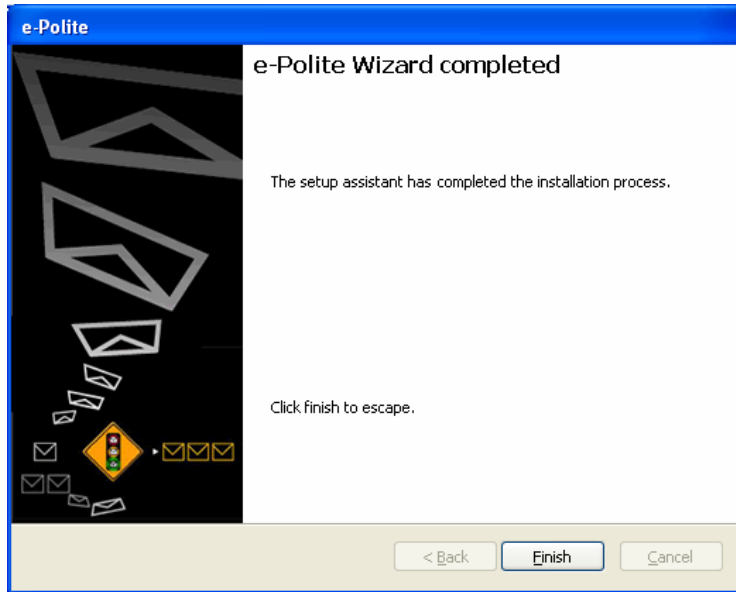 e-Polite
e-Polite Wizard completed
The setup assistant has completed the installation process.
Click finish to escape.
< Back
Finish
Cancel